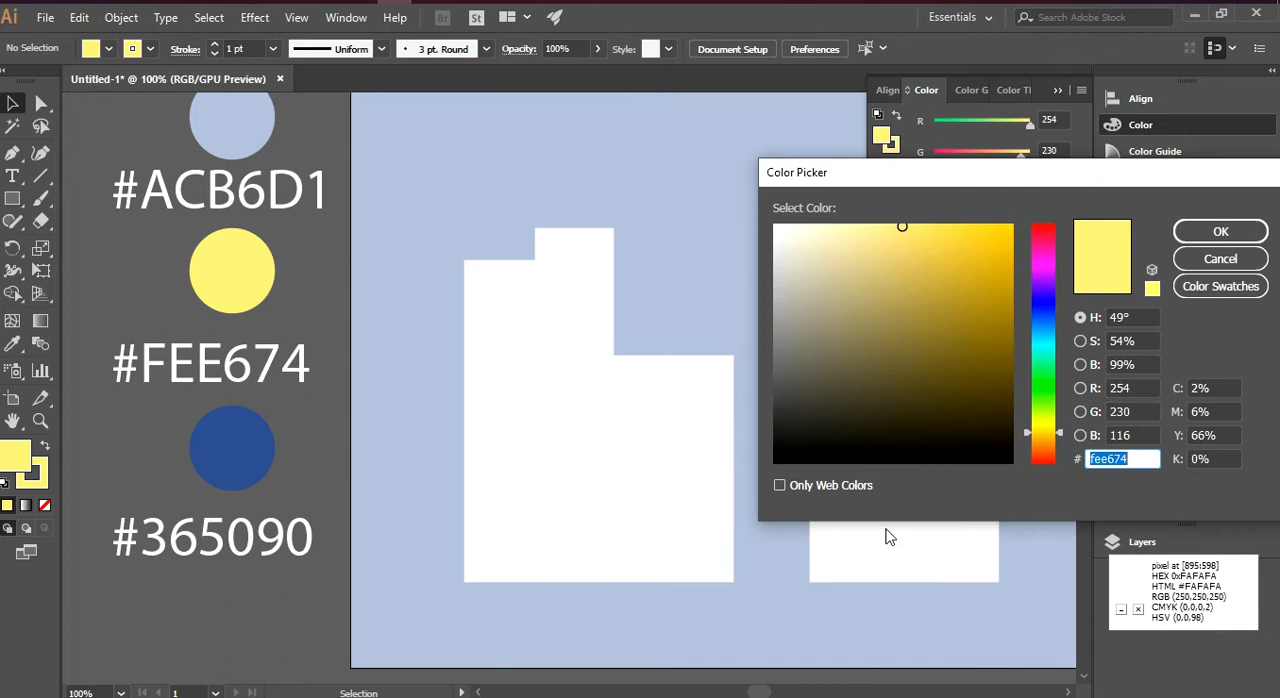 Ai File Edit Object Type Select Effect View Window Help Br St Essentials Search Adobe Stock
No Selection Stroke: 1 pt Uniform 3 pt. Round Opacity: 100% Style: Document Setup Preferences
Untitled-1* @ 100% (RGB/GPU Preview) ×
Align Color Color G Color Tl
R 254
G 230
Align
Color
Color Guide
#ACB6D1
#FEE674
#365090
Color Picker
Select Color:
OK
Cancel
Color Swatches
H: 49°
S: 54%
B: 99%
R: 254 C: 2%
G: 230 M: 6%
B: 116 Y: 66%
# fee674 K: 0%
Only Web Colors
Layers
pixel at [895:598]
HEX 0xFAFAFA
HTML #FAFAFA
RGB (250,250,250)
CMYK (0,0,0,2)
HSV (0,0,98)
100% 1 Selection